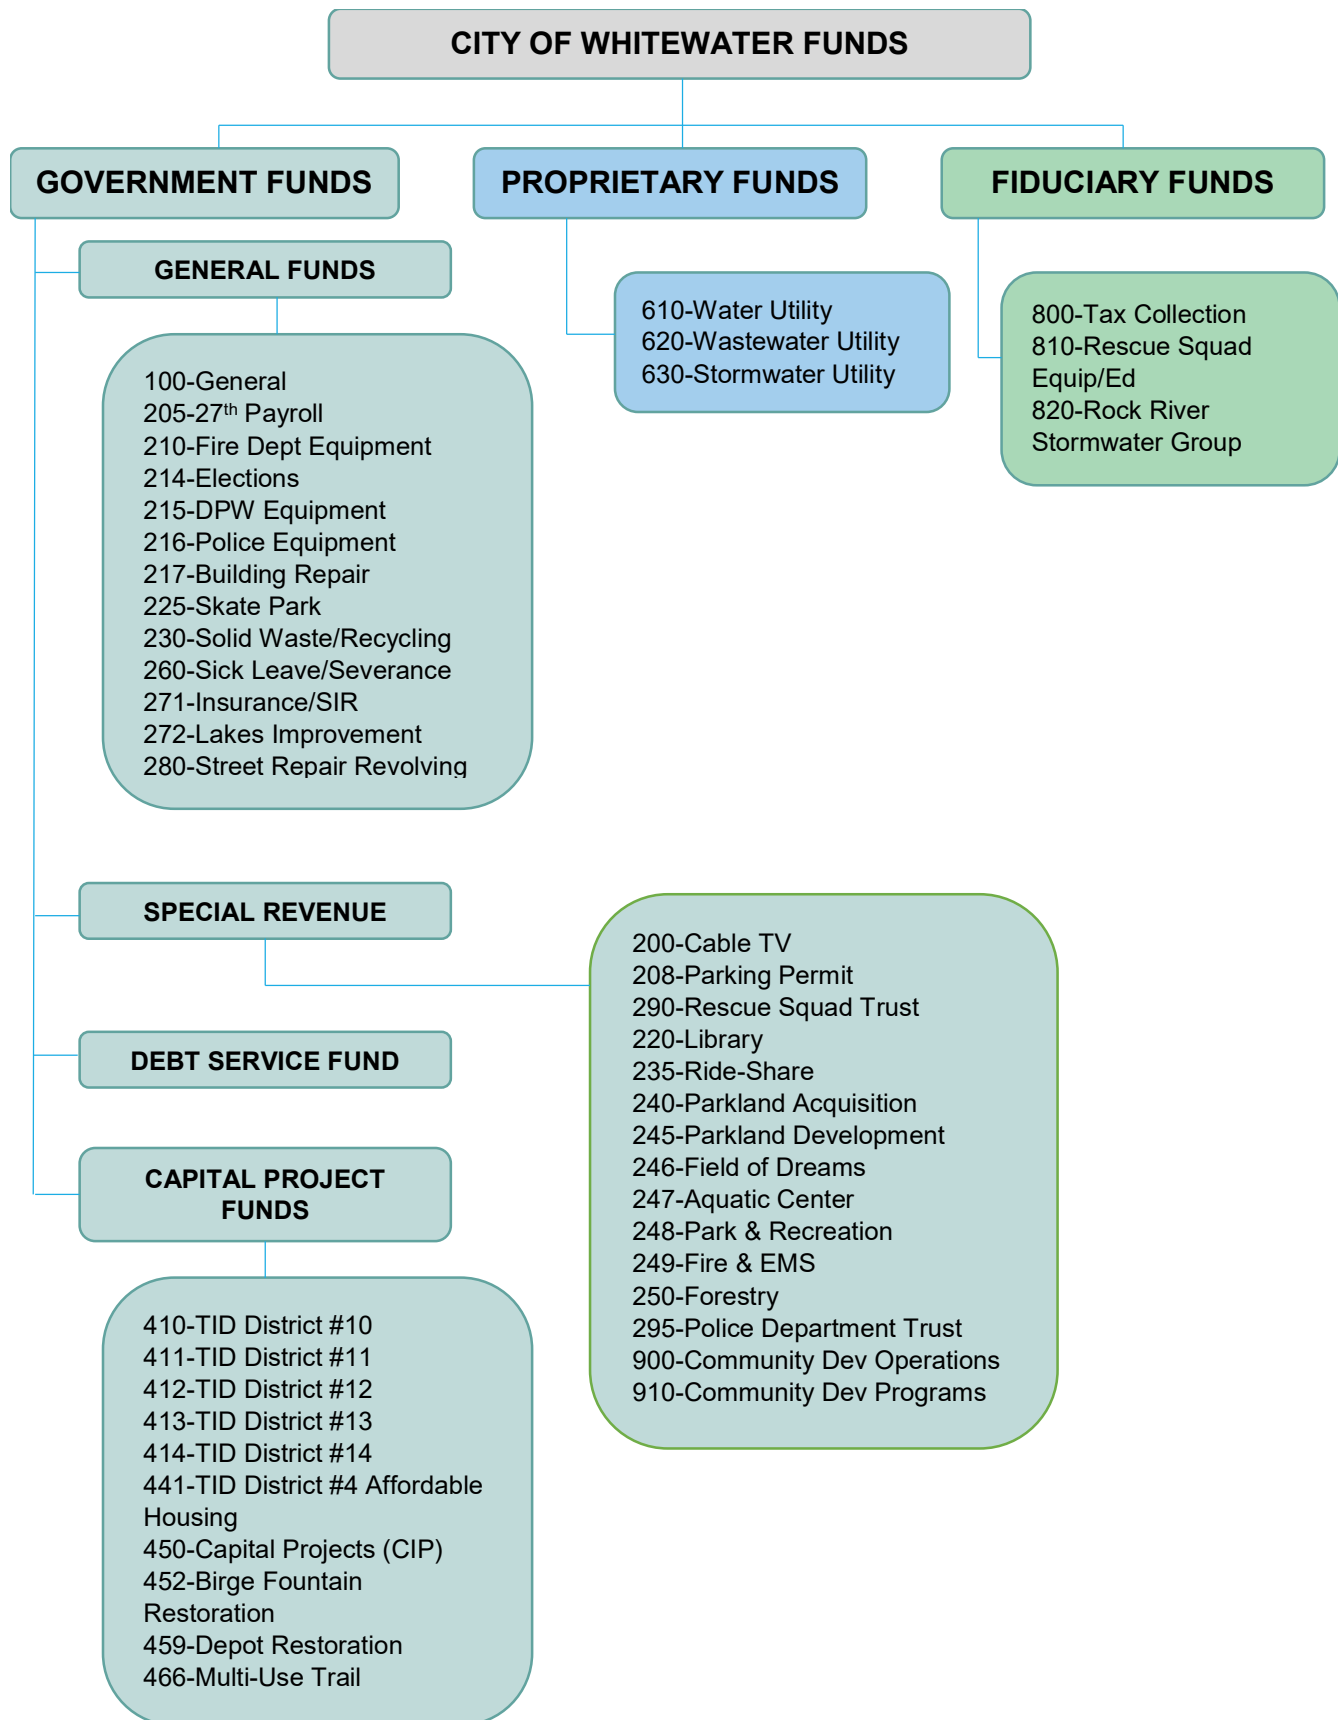 CITY OF WHITEWATER FUNDS
GOVERNMENT FUNDS
PROPRIETARY FUNDS
FIDUCIARY FUNDS
GENERAL FUNDS
100-General
205-27th Payroll
210-Fire Dept Equipment
214-Elections
215-DPW Equipment
216-Police Equipment
217-Building Repair
225-Skate Park
230-Solid Waste/Recycling
260-Sick Leave/Severance
271-Insurance/SIR
272-Lakes Improvement
280-Street Repair Revolving
610-Water Utility
620-Wastewater Utility
630-Stormwater Utility
800-Tax Collection
810-Rescue Squad
Equip/Ed
820-Rock River
Stormwater Group
SPECIAL REVENUE
200-Cable TV
208-Parking Permit
290-Rescue Squad Trust
220-Library
235-Ride-Share
240-Parkland Acquisition
245-Parkland Development
246-Field of Dreams
247-Aquatic Center
248-Park & Recreation
249-Fire & EMS
250-Forestry
295-Police Department Trust
900-Community Dev Operations
910-Community Dev Programs
DEBT SERVICE FUND
CAPITAL PROJECT
FUNDS
410-TID District #10
411-TID District #11
412-TID District #12
413-TID District #13
414-TID District #14
441-TID District #4 Affordable
Housing
450-Capital Projects (CIP)
452-Birge Fountain
Restoration
459-Depot Restoration
466-Multi-Use Trail